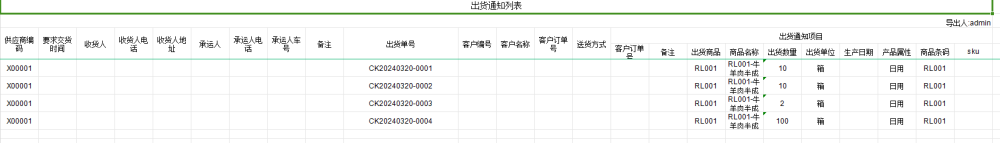 出货通知列表
导出人:admin
供应商编码 要求交货时间 收货人 收货人电话 收货人地址 承运人 承运人电话 承运人车号 备注 出货单号 客户编号 客户名称 客户订单号 送货方式 出货通知项目
客户订单号 备注 出货商品 商品名称 出货数量 出货单位 生产日期 产品属性 商品条码 sku
X00001 CK20240320-0001 RL001 RL001-牛羊肉半成 10 箱 日用 RL001
X00001 CK20240320-0002 RL001 RL001-牛羊肉半成 10 箱 日用 RL001
X00001 CK20240320-0003 RL001 RL001-牛羊肉半成 2 箱 日用 RL001
X00001 CK20240320-0004 RL001 RL001-牛羊肉半成 100 箱 日用 RL001